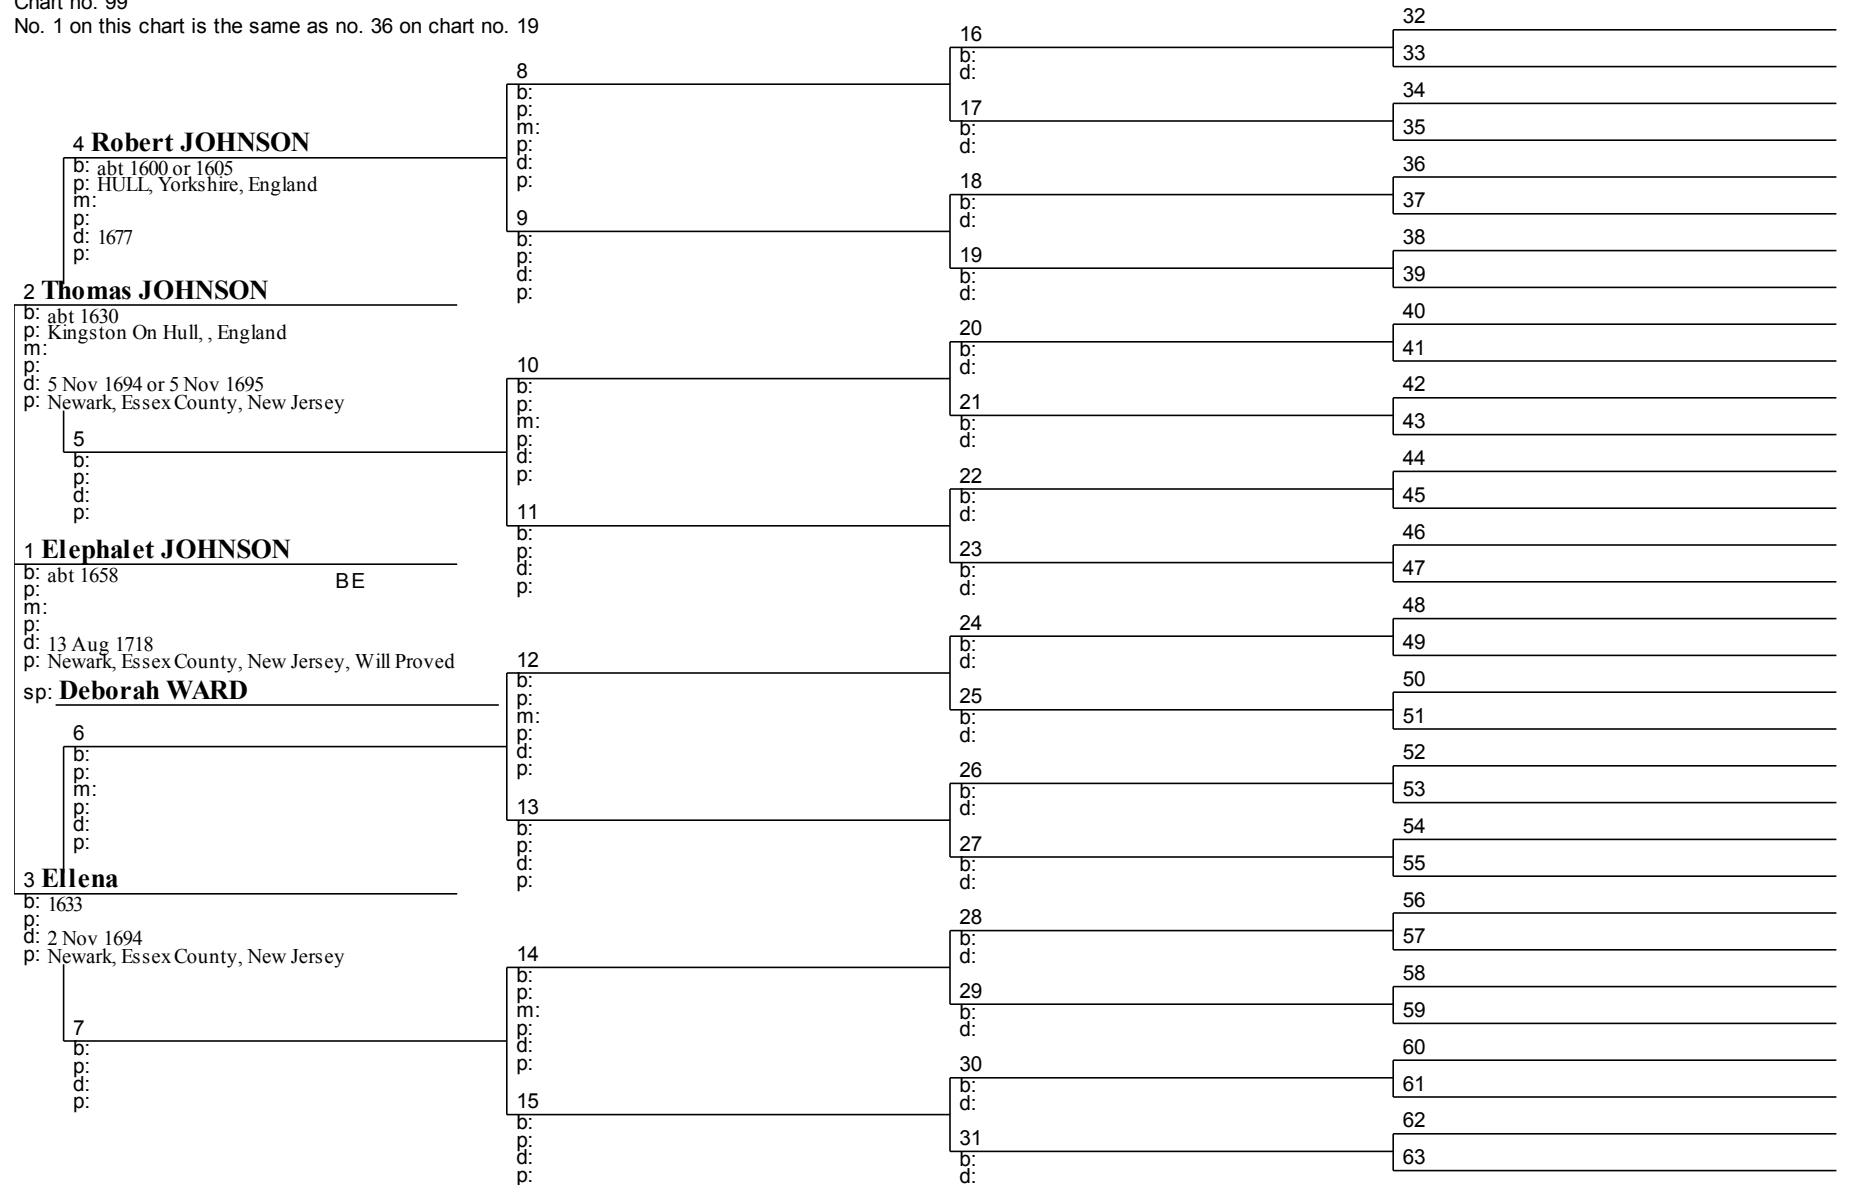 Chart no. 99
No. 1 on this chart is the same as no. 36 on chart no. 19
4 Robert JOHNSON
b: abt 1600 or 1605
p: HULL, Yorkshire, England
m:
p:
d: 1677
p:
2 Thomas JOHNSON
b: abt 1630
p: Kingston On Hull, , England
m:
p:
d: 5 Nov 1694 or 5 Nov 1695
p: Newark, Essex County, New Jersey
5
b:
p:
d:
p:
1 Elephalet JOHNSON
b: abt 1658 BE
p:
m:
p:
d: 13 Aug 1718
p: Newark, Essex County, New Jersey, Will Proved
sp: Deborah WARD
6
b:
p:
m:
p:
d:
p:
3 Ellena
b: 1633
p:
d: 2 Nov 1694
p: Newark, Essex County, New Jersey
7
b:
p:
d:
p:
8
b:
p:
m:
p:
d:
p:
9
b:
p:
d:
p:
10
b:
p:
m:
p:
d:
p:
11
b:
p:
d:
p:
12
b:
p:
m:
p:
d:
p:
13
b:
p:
d:
p:
14
b:
p:
m:
p:
d:
p:
15
b:
p:
d:
p:
16
b:
d:
17
b:
d:
18
b:
d:
19
b:
d:
20
b:
d:
21
b:
d:
22
b:
d:
23
b:
d:
24
b:
d:
25
b:
d:
26
b:
d:
27
b:
d:
28
b:
d:
29
b:
d:
30
b:
d:
31
b:
d:
32
33
34
35
36
37
38
39
40
41
42
43
44
45
46
47
48
49
50
51
52
53
54
55
56
57
58
59
60
61
62
63